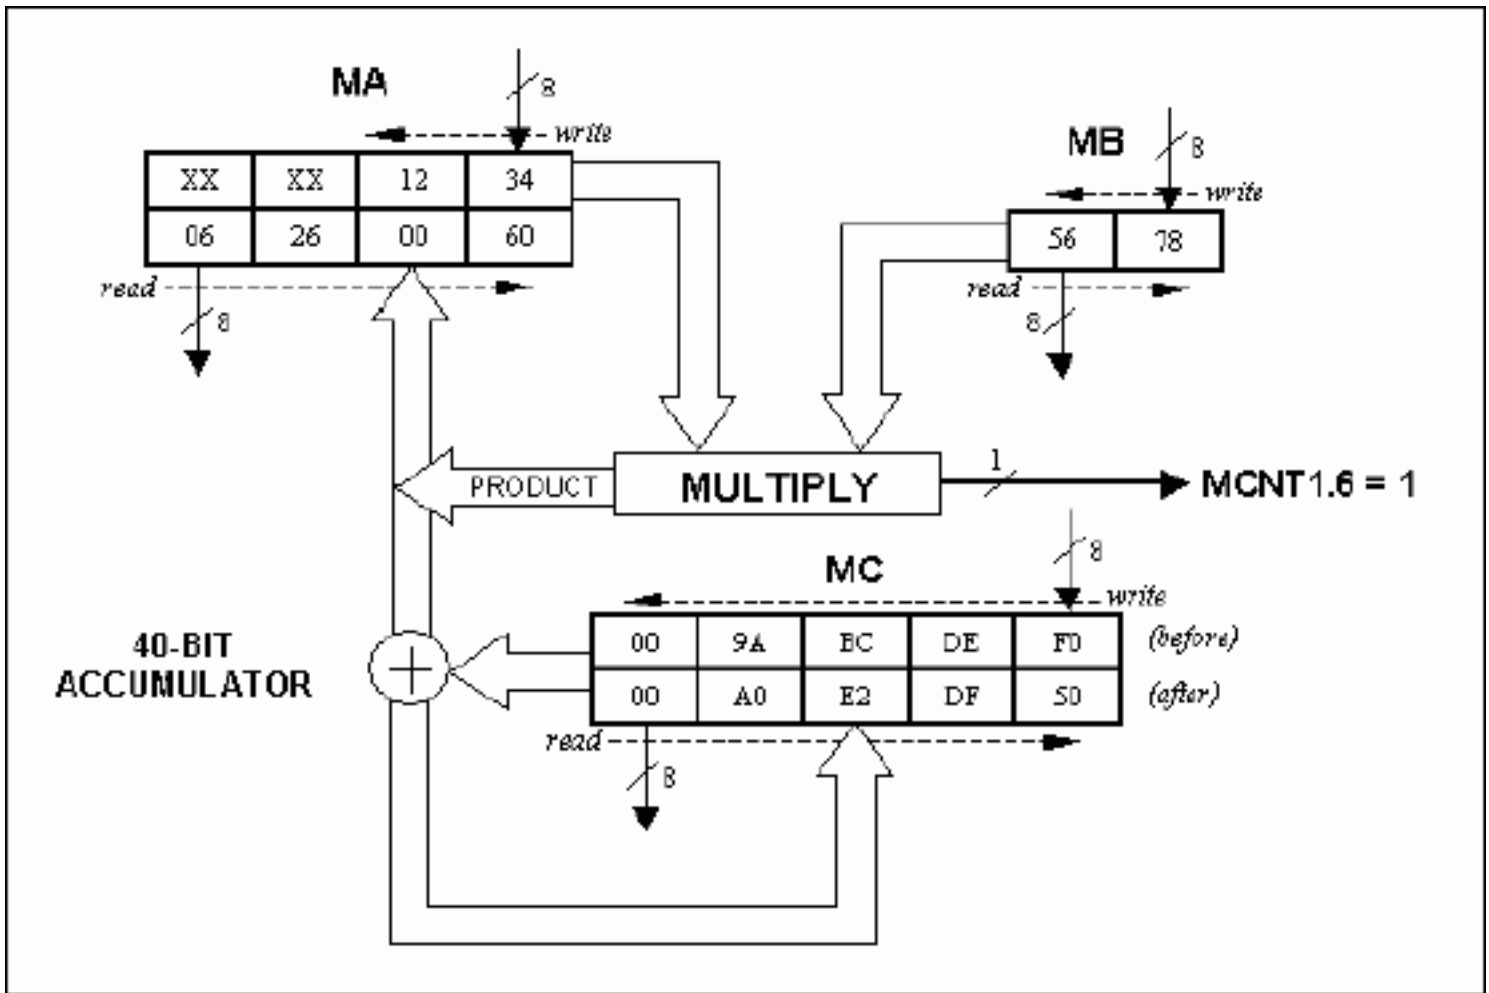 MA
8
write
XX XX 12 34
06 26 00 60
read
8
MB
8
write
56 78
read
8
PRODUCT
MULTIPLY
1
MCNT1.6 = 1
MC
8
write
00 9A BC DE F0 (before)
00 A0 E2 DF 50 (after)
read
8
40-BIT
ACCUMULATOR